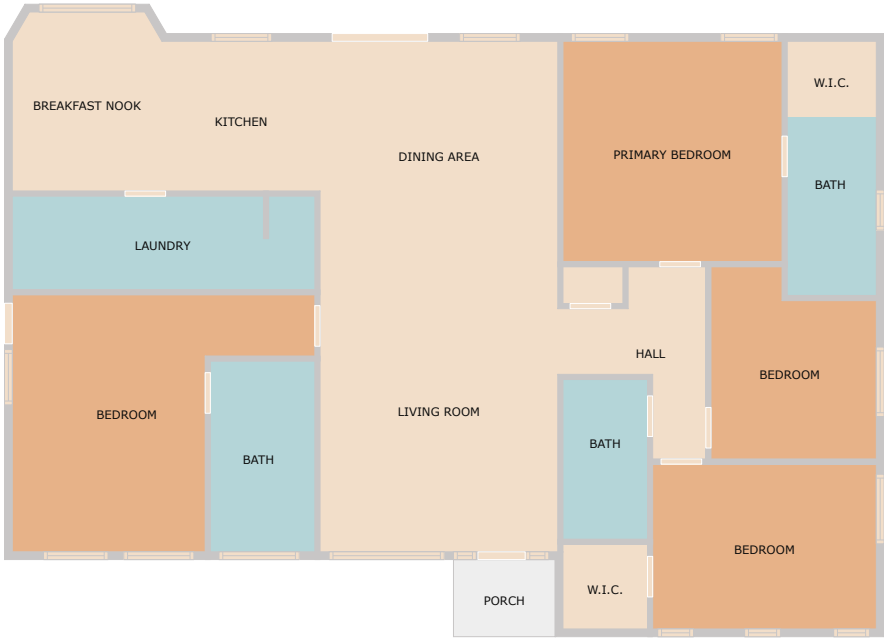 W.I.C.
BREAKFAST NOOK
KITCHEN
DINING AREA
PRIMARY BEDROOM
BATH
LAUNDRY
HALL
BEDROOM
BEDROOM
LIVING ROOM
BATH
BATH
BEDROOM
W.I.C.
PORCH